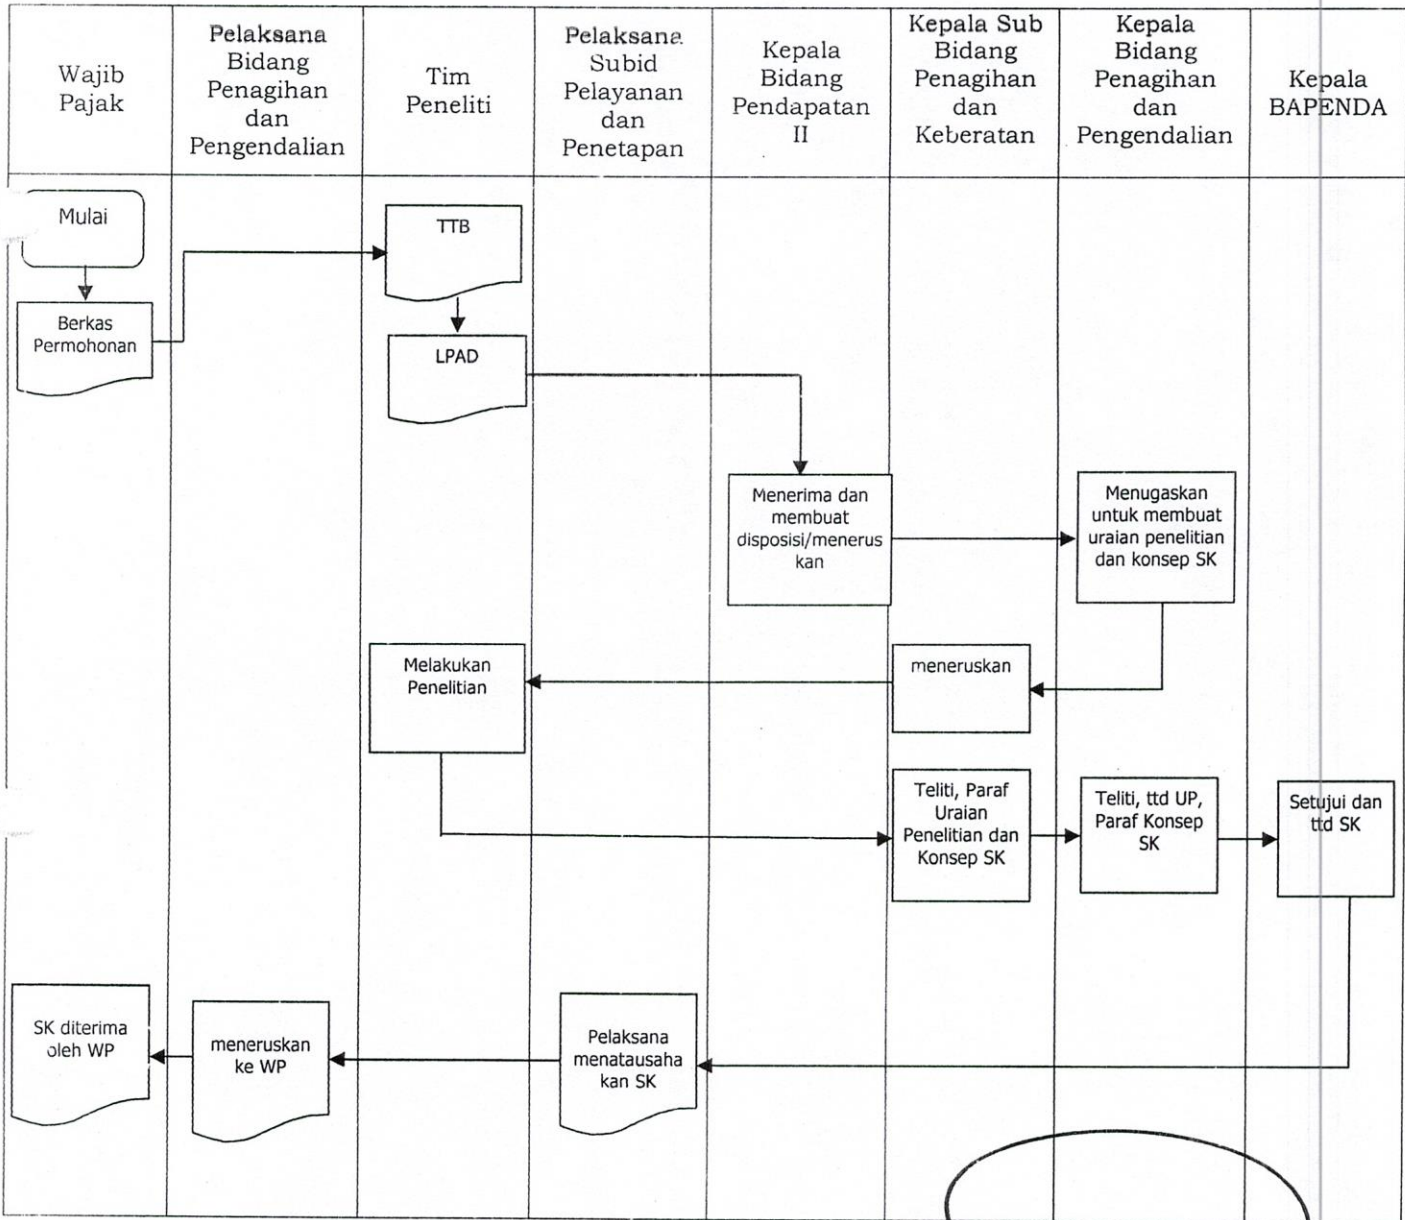 Wajib
Pajak
Pelaksana
Bidang
Penagihan
dan
Pengendalian
Tim
Peneliti
Pelaksana
Subid
Pelayanan
dan
Penetapan
Kepala
Bidang
Pendapatan
II
Kepala Sub
Bidang
Penagihan
dan
Keberatan
Kepala
Bidang
Penagihan
dan
Pengendalian
Kepala
BAPENDA
Mulai
Berkas
Permohonan
TTB
LPAD
Menerima dan
membuat
disposisi/menerus
kan
Menugaskan
untuk membuat
uraian penelitian
dan konsep SK
meneruskan
Melakukan
Penelitian
Teliti, Paraf
Uraian
Penelitian dan
Konsep SK
Teliti, ttd UP,
Paraf Konsep
SK
Setujui dan
ttd SK
Pelaksana
menatausaha
kan SK
meneruskan
ke WP
SK diterima
oleh WP